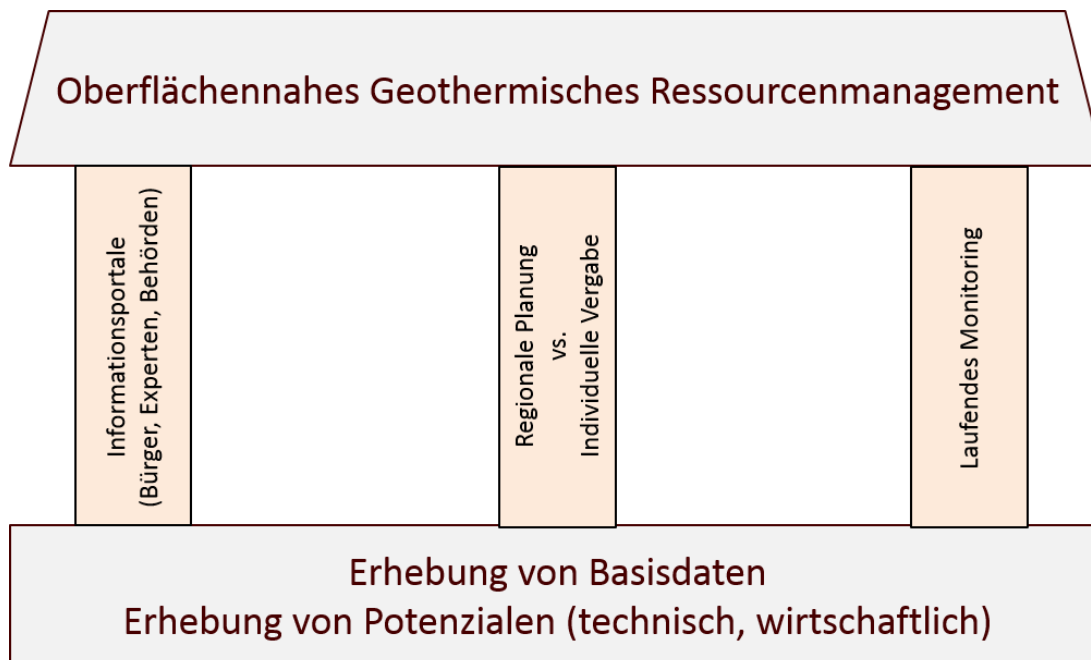 Oberflächennahes Geothermisches Ressourcenmanagement
Informationsportale
(Bürger, Experten, Behörden)
Regionale Planung
vs.
Individuelle Vergabe
Laufendes Monitoring
Erhebung von Basisdaten
Erhebung von Potenzialen (technisch, wirtschaftlich)